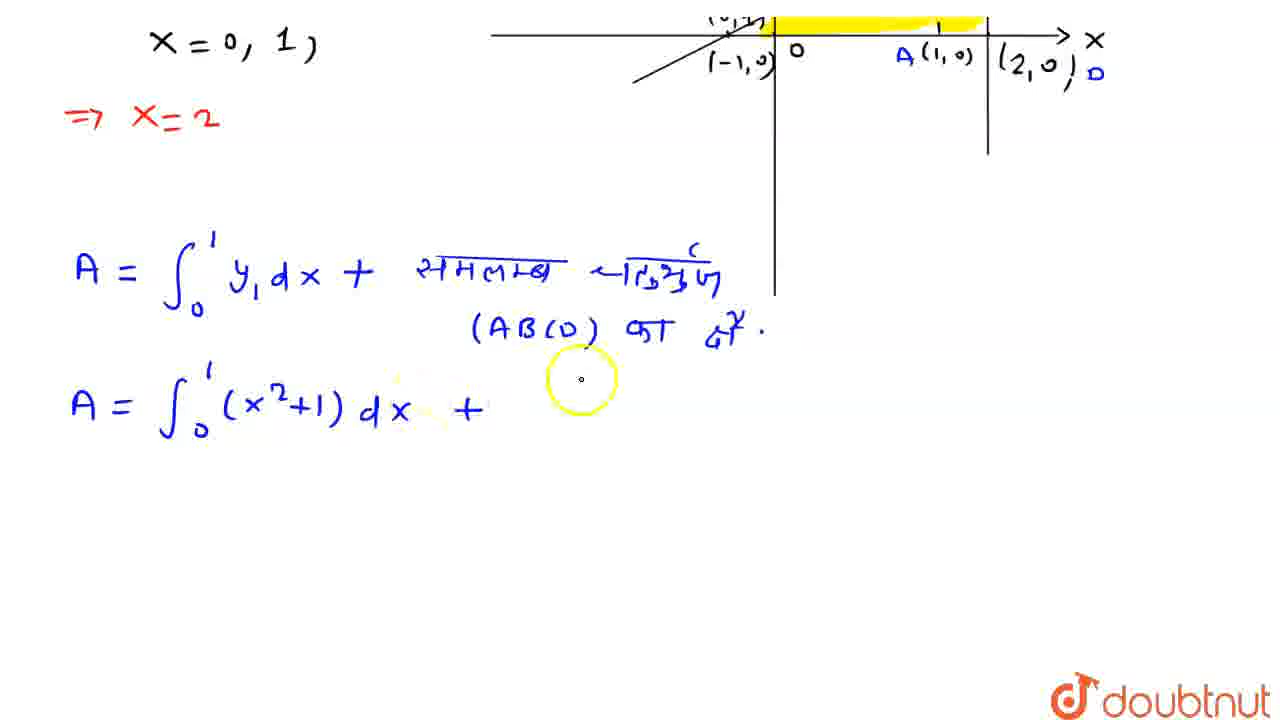 x = 0, 1,
(-1,0) 0 A (1,0) (2,0) D X
⇒ x = 2
A = ∫₀¹ y₁ dx + समलम्ब चतुर्भुज
(ABCD) का क्षे॰
A = ∫₀¹ (x²+1) dx +
doubtnut